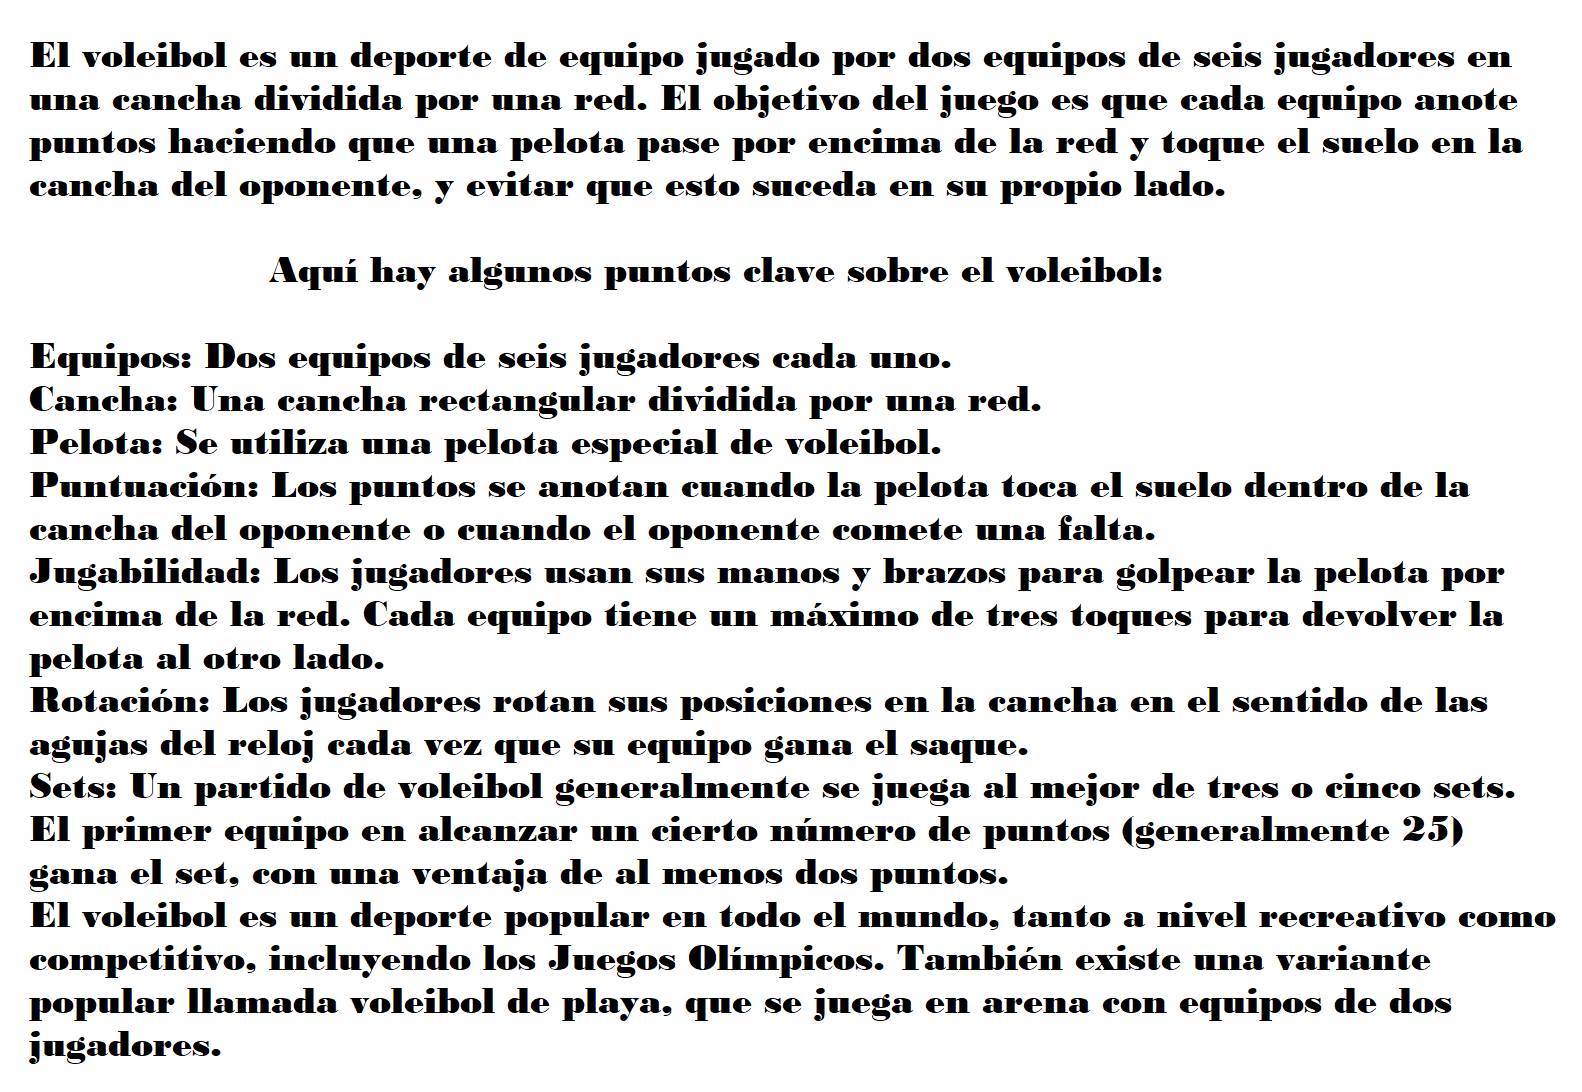 El voleibol es un deporte de equipo jugado por dos equipos de seis jugadores en
una cancha dividida por una red. El objetivo del juego es que cada equipo anote
puntos haciendo que una pelota pase por encima de la red y toque el suelo en la
cancha del oponente, y evitar que esto suceda en su propio lado.
Aquí hay algunos puntos clave sobre el voleibol:
Equipos: Dos equipos de seis jugadores cada uno.
Cancha: Una cancha rectangular dividida por una red.
Pelota: Se utiliza una pelota especial de voleibol.
Puntuación: Los puntos se anotan cuando la pelota toca el suelo dentro de la
cancha del oponente o cuando el oponente comete una falta.
Jugabilidad: Los jugadores usan sus manos y brazos para golpear la pelota por
encima de la red. Cada equipo tiene un máximo de tres toques para devolver la
pelota al otro lado.
Rotación: Los jugadores rotan sus posiciones en la cancha en el sentido de las
agujas del reloj cada vez que su equipo gana el saque.
Sets: Un partido de voleibol generalmente se juega al mejor de tres o cinco sets.
El primer equipo en alcanzar un cierto número de puntos (generalmente 25)
gana el set, con una ventaja de al menos dos puntos.
El voleibol es un deporte popular en todo el mundo, tanto a nivel recreativo como
competitivo, incluyendo los Juegos Olímpicos. También existe una variante
popular llamada voleibol de playa, que se juega en arena con equipos de dos
jugadores.